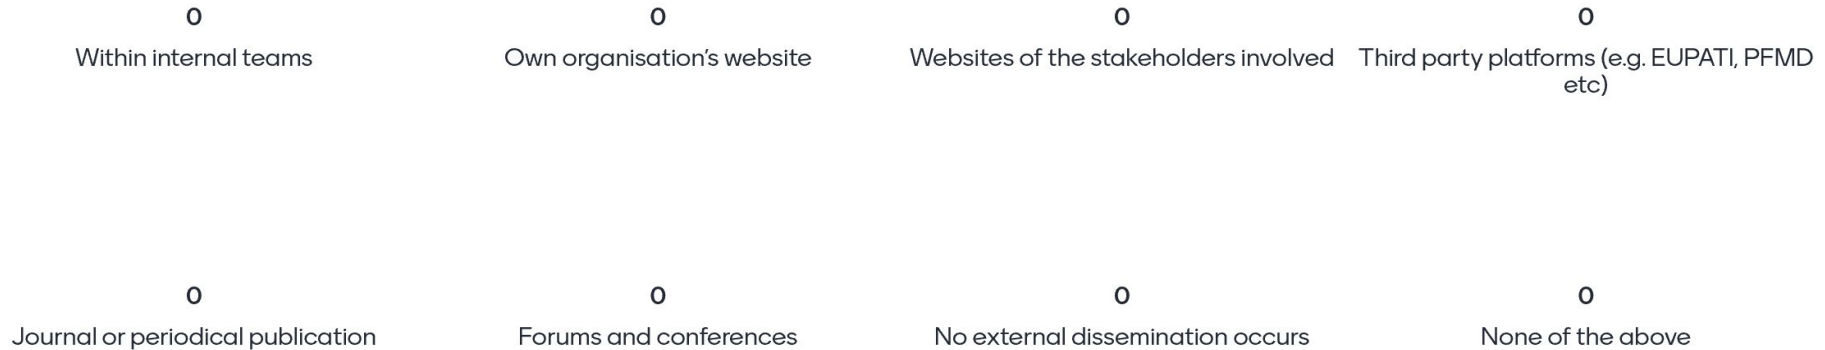 0
Within internal teams
0
Own organisation’s website
0
Websites of the stakeholders involved
0
Third party platforms (e.g. EUPATI, PFMD
etc)
0
Journal or periodical publication
0
Forums and conferences
0
No external dissemination occurs
0
None of the above